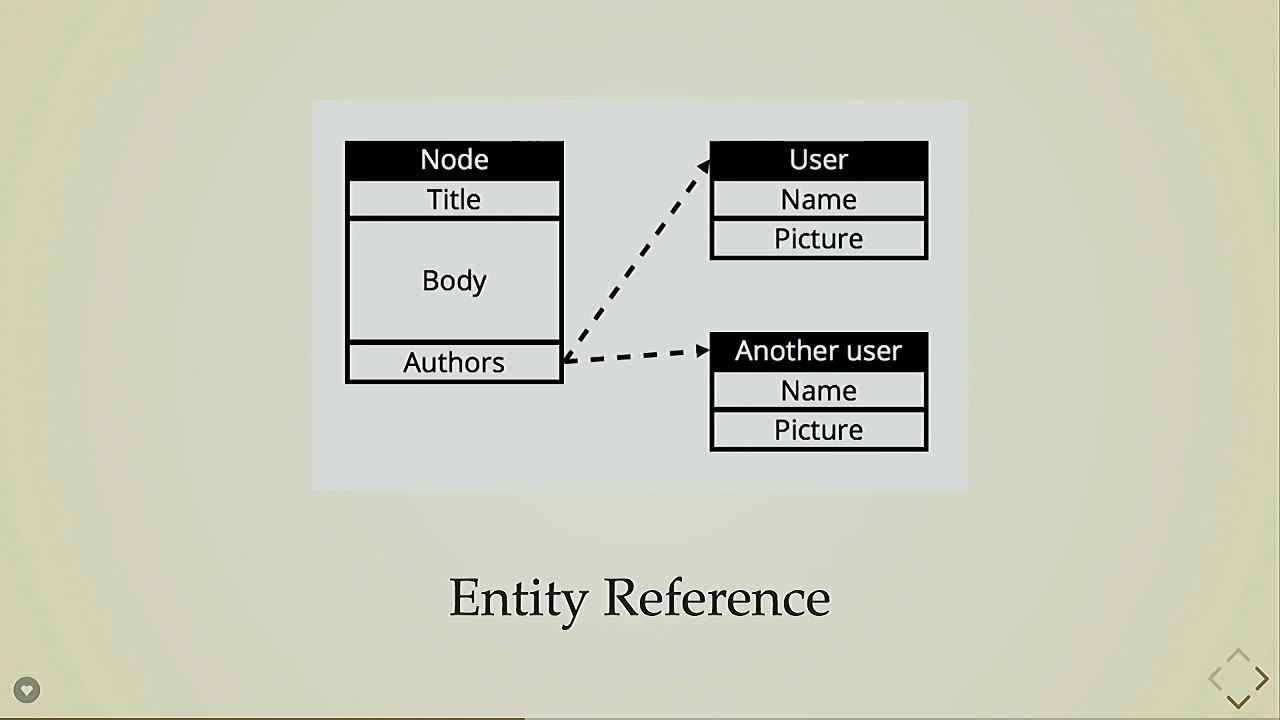 Node
Title
Body
Authors
User
Name
Picture
Another user
Name
Picture
Entity Reference